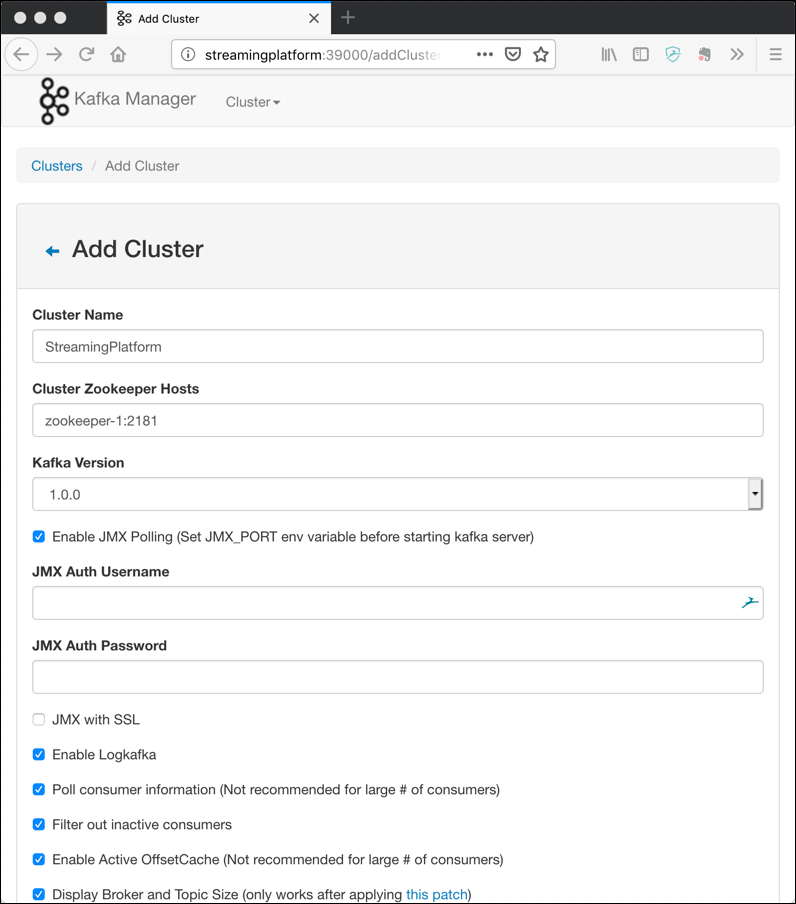 Add Cluster
streamingplatform:39000/addCluster
Kafka Manager
Cluster
Clusters / Add Cluster
Add Cluster
Cluster Name
StreamingPlatform
Cluster Zookeeper Hosts
zookeeper-1:2181
Kafka Version
1.0.0
Enable JMX Polling (Set JMX_PORT env variable before starting kafka server)
JMX Auth Username
JMX Auth Password
JMX with SSL
Enable Logkafka
Poll consumer information (Not recommended for large # of consumers)
Filter out inactive consumers
Enable Active OffsetCache (Not recommended for large # of consumers)
Display Broker and Topic Size (only works after applying this patch)